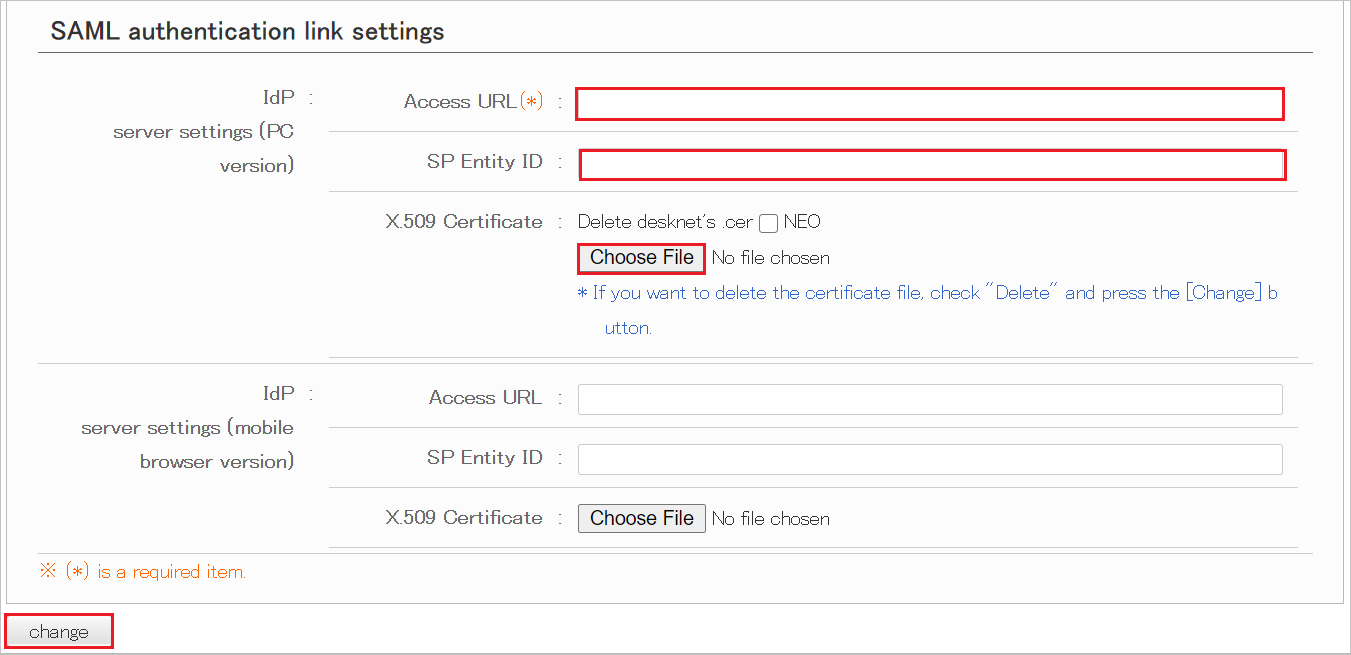 SAML authentication link settings
IdP :
server settings (PC
version)
Access URL(*) :
SP Entity ID :
X.509 Certificate : Delete desknet's .cer NEO
Choose File No file chosen
* If you want to delete the certificate file, check "Delete" and press the [Change] b
utton.
IdP :
server settings (mobile
browser version)
Access URL :
SP Entity ID :
X.509 Certificate : Choose File No file chosen
※ (*) is a required item.
change